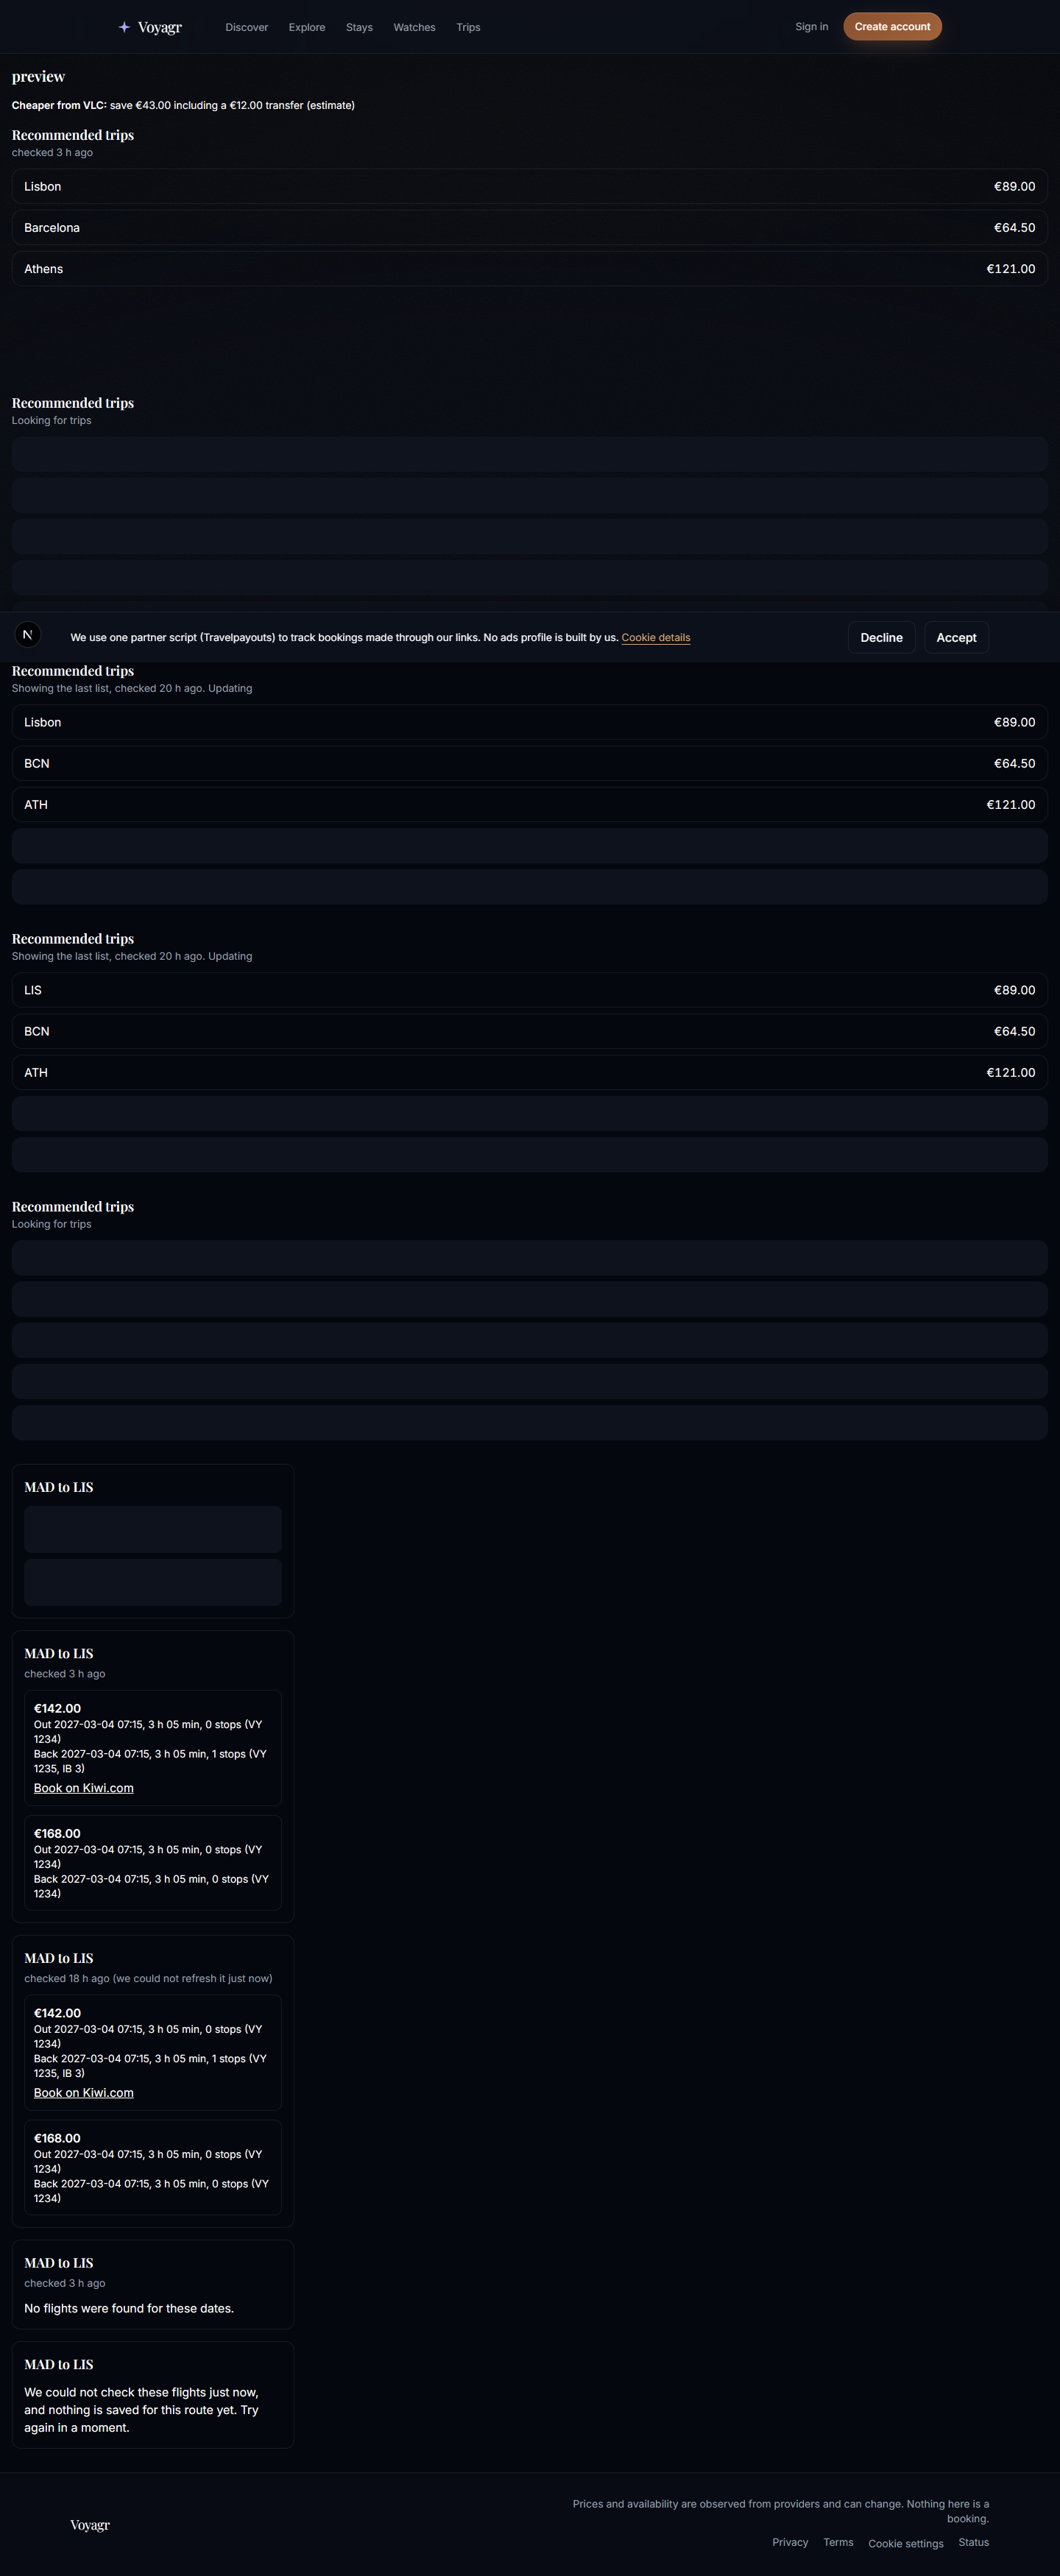 Voyagr
Discover
Explore
Stays
Watches
Trips
Sign in
Create account
preview
Cheaper from VLC: save €43.00 including a €12.00 transfer (estimate)
Recommended trips
checked 3 h ago
Lisbon €89.00
Barcelona €64.50
Athens €121.00
Recommended trips
Looking for trips
N
We use one partner script (Travelpayouts) to track bookings made through our links. No ads profile is built by us. Cookie details
Decline
Accept
Recommended trips
Showing the last list, checked 20 h ago. Updating
Lisbon €89.00
BCN €64.50
ATH €121.00
Recommended trips
Showing the last list, checked 20 h ago. Updating
LIS €89.00
BCN €64.50
ATH €121.00
Recommended trips
Looking for trips
MAD to LIS
MAD to LIS
checked 3 h ago
€142.00
Out 2027-03-04 07:15, 3 h 05 min, 0 stops (VY
1234)
Back 2027-03-04 07:15, 3 h 05 min, 1 stops (VY
1235, IB 3)
Book on Kiwi.com
€168.00
Out 2027-03-04 07:15, 3 h 05 min, 0 stops (VY
1234)
Back 2027-03-04 07:15, 3 h 05 min, 0 stops (VY
1234)
MAD to LIS
checked 18 h ago (we could not refresh it just now)
€142.00
Out 2027-03-04 07:15, 3 h 05 min, 0 stops (VY
1234)
Back 2027-03-04 07:15, 3 h 05 min, 1 stops (VY
1235, IB 3)
Book on Kiwi.com
€168.00
Out 2027-03-04 07:15, 3 h 05 min, 0 stops (VY
1234)
Back 2027-03-04 07:15, 3 h 05 min, 0 stops (VY
1234)
MAD to LIS
checked 3 h ago
No flights were found for these dates.
MAD to LIS
We could not check these flights just now,
and nothing is saved for this route yet. Try
again in a moment.
Voyagr
Prices and availability are observed from providers and can change. Nothing here is a
booking.
Privacy
Terms
Cookie settings
Status